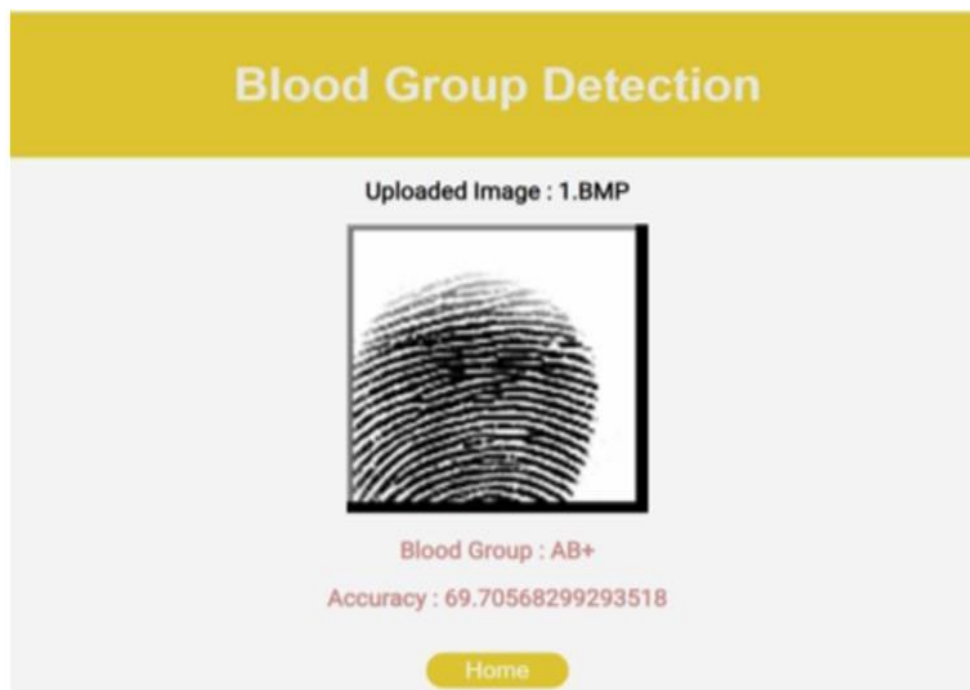 Blood Group Detection
Uploaded Image : 1.BMP
Blood Group : AB+
Accuracy : 69.70568299293518
Home